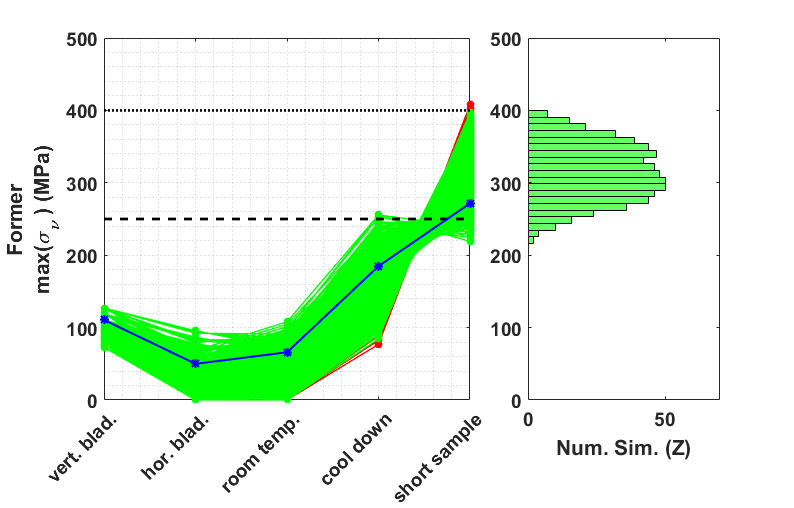 Former
max(σν) (MPa)
500
400
300
200
100
0
vert. blad.
hor. blad.
room temp.
cool down
short sample
500
400
300
200
100
0
0
50
Num. Sim. (Z)